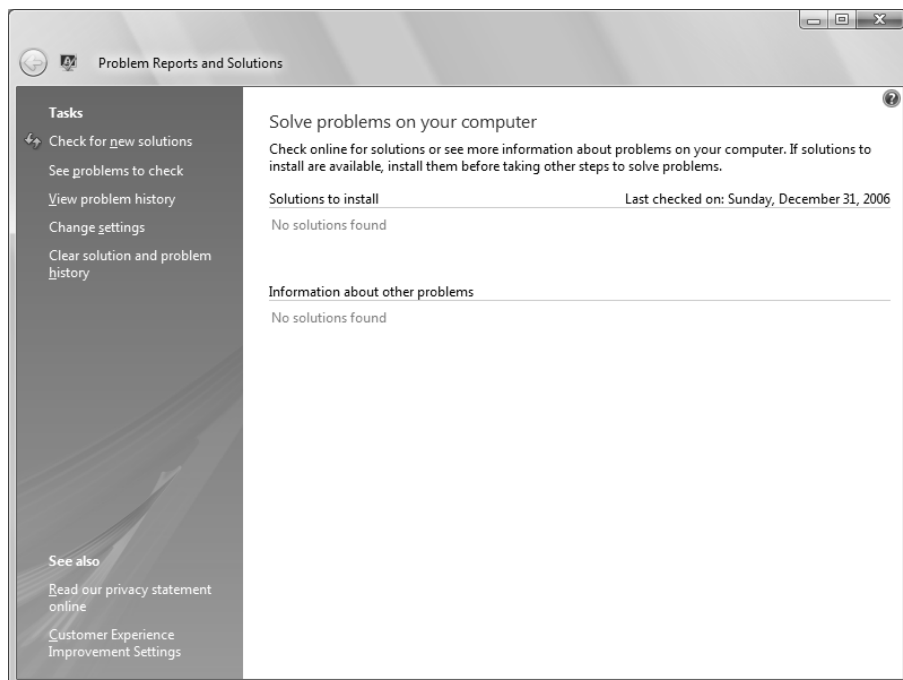 Problem Reports and Solutions
Tasks
Check for new solutions
See problems to check
View problem history
Change settings
Clear solution and problem
history
See also
Read our privacy statement
online
Customer Experience
Improvement Settings
Solve problems on your computer
Check online for solutions or see more information about problems on your computer. If solutions to
install are available, install them before taking other steps to solve problems.
Solutions to install Last checked on: Sunday, December 31, 2006
No solutions found
Information about other problems
No solutions found